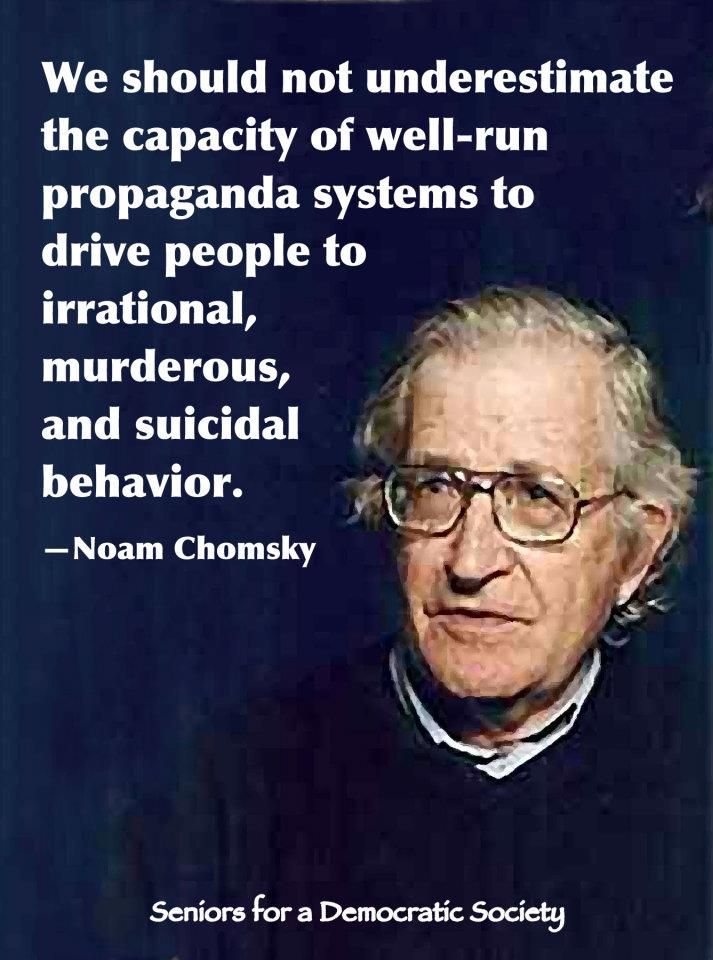 We should not underestimate
the capacity of well-run
propaganda systems to
drive people to
irrational,
murderous,
and suicidal
behavior.
—Noam Chomsky
Seniors for a Democratic Society